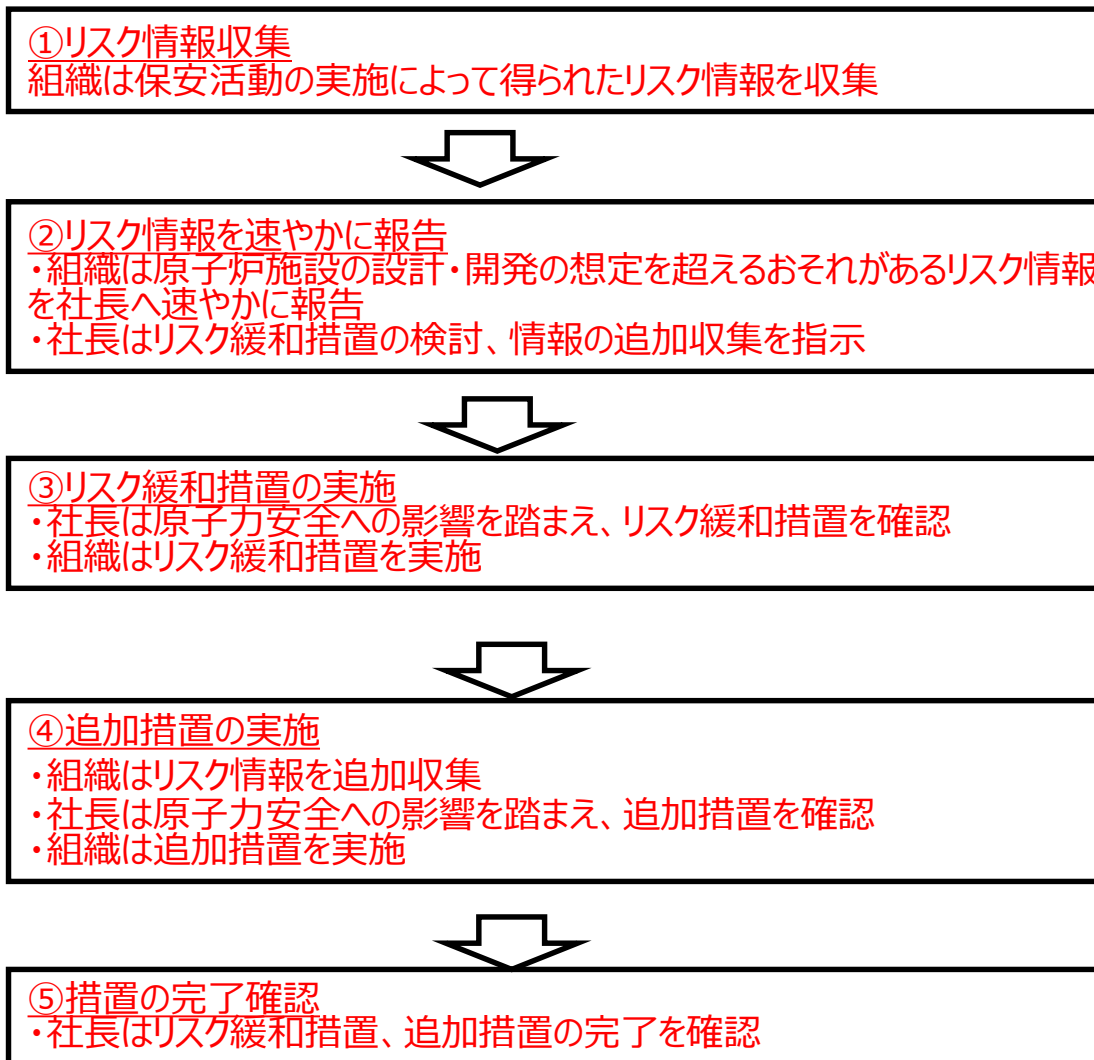 ①リスク情報収集
組織は保安活動の実施によって得られたリスク情報を収集
②リスク情報を速やかに報告
・組織は原子炉施設の設計・開発の想定を超えるおそれがあるリスク情報
を社長へ速やかに報告
・社長はリスク緩和措置の検討、情報の追加収集を指示
③リスク緩和措置の実施
・社長は原子力安全への影響を踏まえ、リスク緩和措置を確認
・組織はリスク緩和措置を実施
④追加措置の実施
・組織はリスク情報を追加収集
・社長は原子力安全への影響を踏まえ、追加措置を確認
・組織は追加措置を実施
⑤措置の完了確認
・社長はリスク緩和措置、追加措置の完了を確認